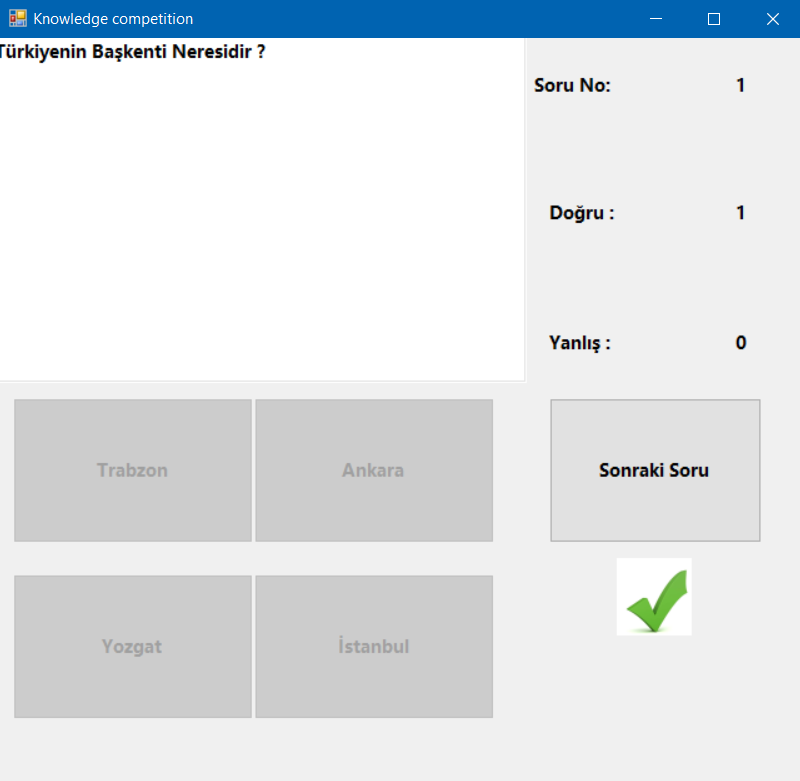 Knowledge competition
Türkiyenin Başkenti Neresidir ?
Soru No: 1
Doğru : 1
Yanlış : 0
Trabzon
Ankara
Sonraki Soru
Yozgat
İstanbul